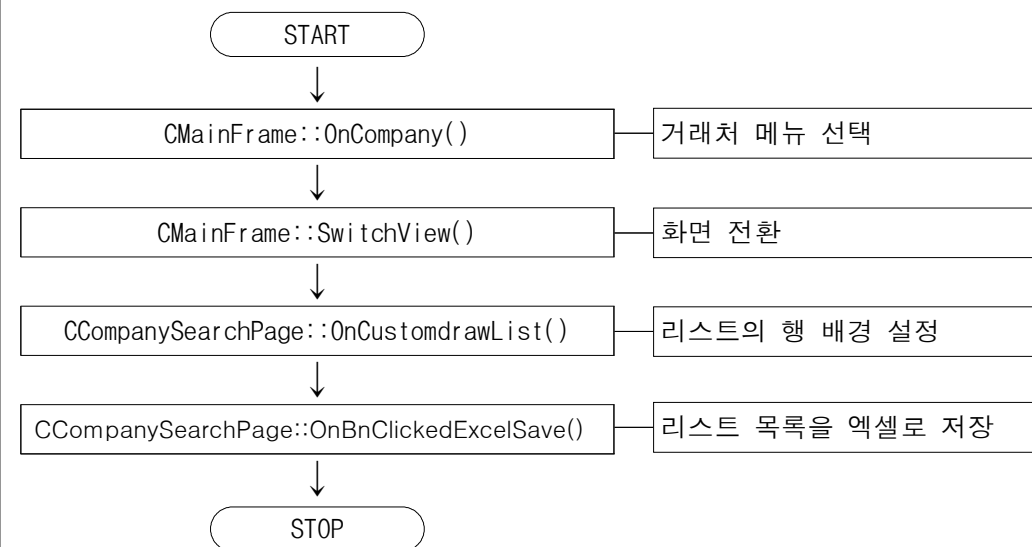 START
CMainFrame::OnCompany()
거래처 메뉴 선택
CMainFrame::SwitchView()
화면 전환
CCompanySearchPage::OnCustomdrawList()
리스트의 행 배경 설정
CCompanySearchPage::OnBnClickedExcelSave()
리스트 목록을 엑셀로 저장
STOP